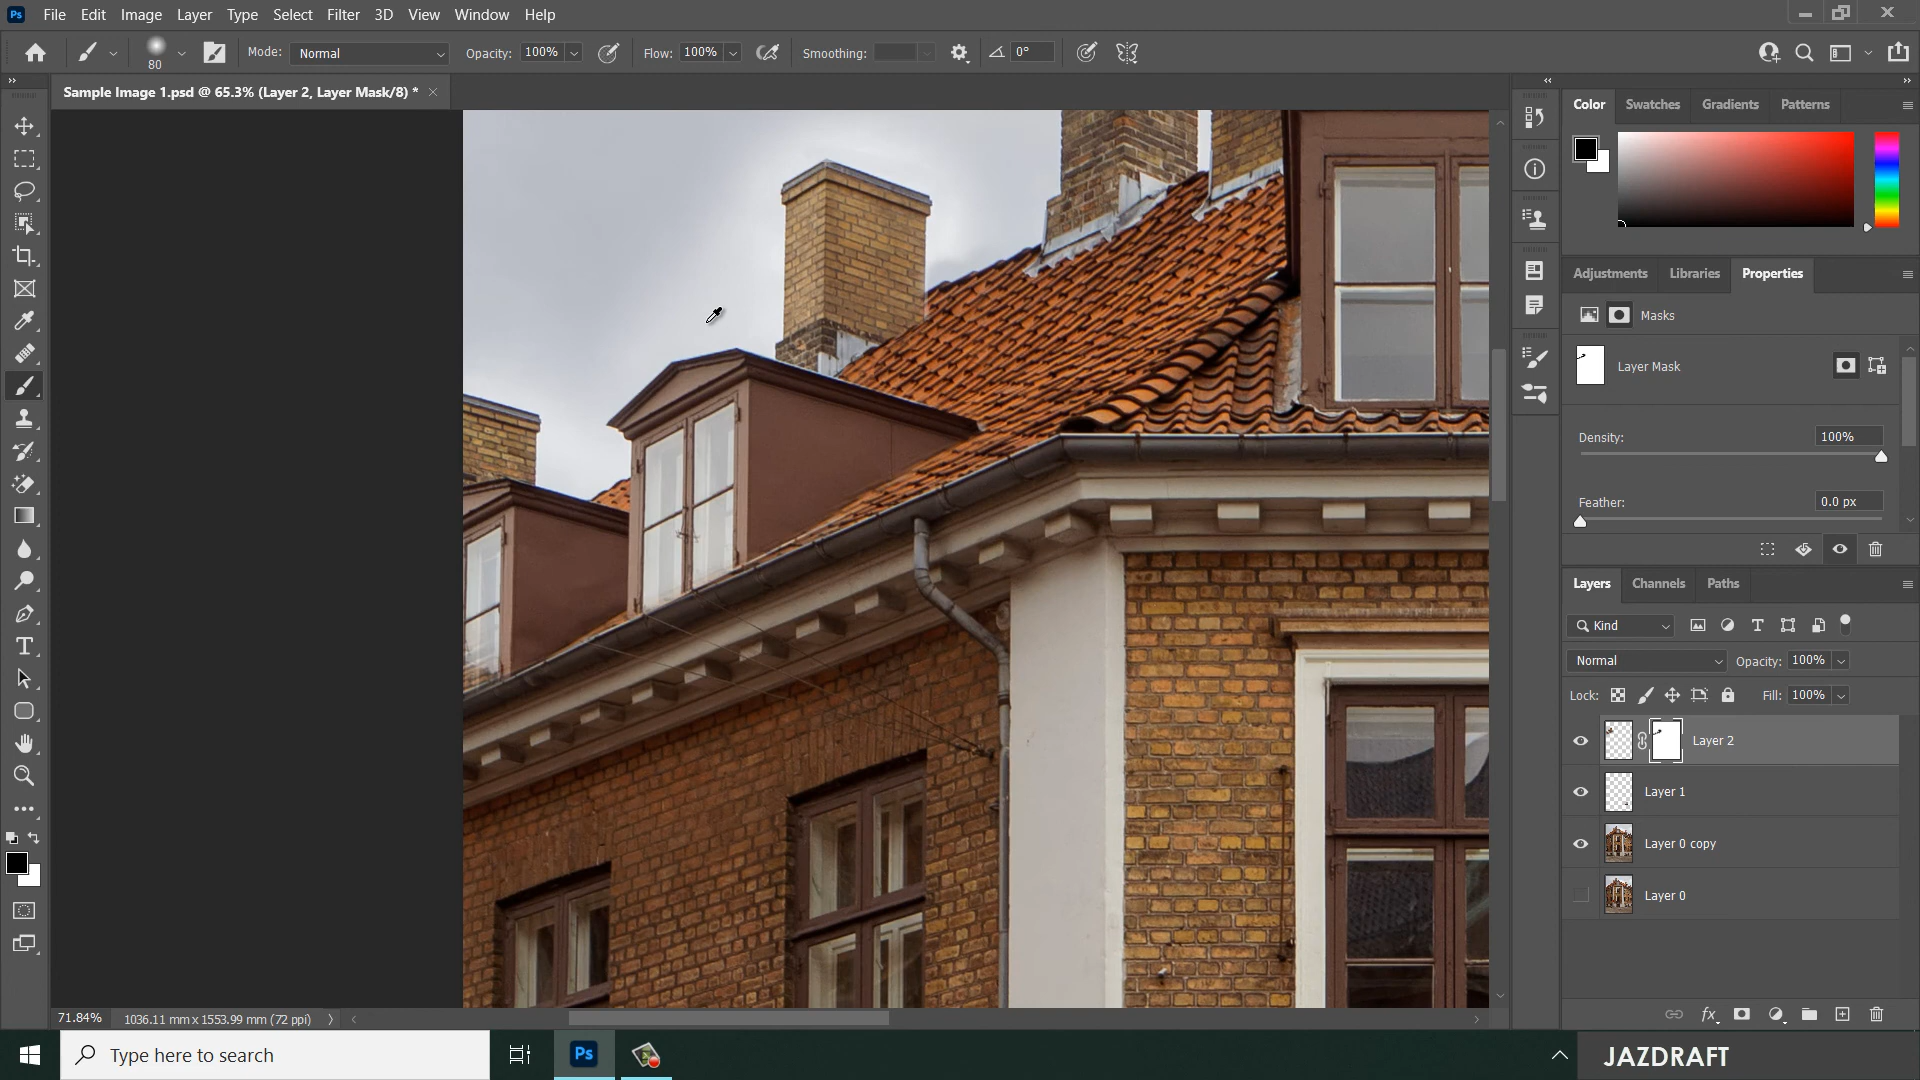 Ps File Edit Image Layer Type Select Filter 3D View Window Help
80 Mode: Normal Opacity: 100% Flow: 100% Smoothing: 0°
Sample Image 1.psd @ 65.3% (Layer 2, Layer Mask/8) * ×
Color Swatches Gradients Patterns
Adjustments Libraries Properties
Masks
Layer Mask
Density: 100%
Feather: 0.0 px
Layers Channels Paths
Kind
Normal Opacity: 100%
Lock: Fill: 100%
Layer 2
Layer 1
Layer 0 copy
Layer 0
fx
71.84% 1036.11 mm x 1553.99 mm (72 ppi)
Type here to search Ps JAZDRAFT